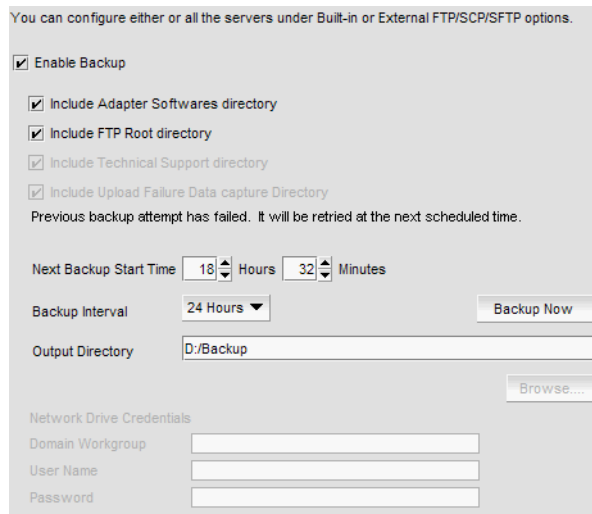 You can configure either or all the servers under Built-in or External FTP/SCP/SFTP options.
Enable Backup
Include Adapter Softwares directory
Include FTP Root directory
Include Technical Support directory
Include Upload Failure Data capture Directory
Previous backup attempt has failed. It will be retried at the next scheduled time.
Next Backup Start Time 18 Hours 32 Minutes
Backup Interval 24 Hours Backup Now
Output Directory D:/Backup
Browse....
Network Drive Credentials
Domain Workgroup
User Name
Password